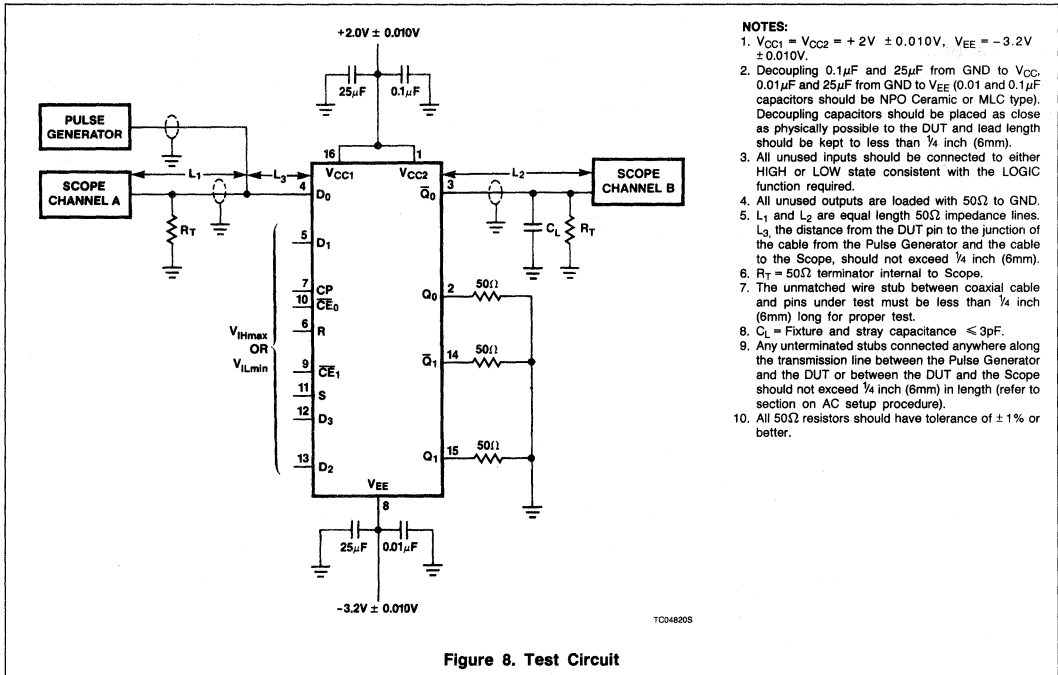 +2.0V ± 0.010V
25μF
0.1μF
PULSE
GENERATOR
SCOPE
CHANNEL A
L1
L3
RT
16
1
VCC1
VCC2
4
D0
Q̅0
3
L2
SCOPE
CHANNEL B
CL
RT
5
D1
7
CP
10
C̅E̅0
6
R
9
C̅E̅1
11
S
12
D3
13
D2
VIHmax
OR
VILmin
Q0
2
50Ω
Q̅1
14
50Ω
Q1
15
50Ω
VEE
8
25μF
0.01μF
-3.2V ± 0.010V
TC04820S
NOTES:
1. VCC1 = VCC2 = + 2V ± 0.010V, VEE = - 3.2V
± 0.010V.
2. Decoupling 0.1μF and 25μF from GND to VCC,
0.01μF and 25μF from GND to VEE (0.01 and 0.1μF
capacitors should be NPO Ceramic or MLC type).
Decoupling capacitors should be placed as close
as physically possible to the DUT and lead length
should be kept to less than 1/4 inch (6mm).
3. All unused inputs should be connected to either
HIGH or LOW state consistent with the LOGIC
function required.
4. All unused outputs are loaded with 50Ω to GND.
5. L1 and L2 are equal length 50Ω impedance lines.
L3, the distance from the DUT pin to the junction of
the cable from the Pulse Generator and the cable
to the Scope, should not exceed 1/4 inch (6mm).
6. RT = 50Ω terminator internal to Scope.
7. The unmatched wire stub between coaxial cable
and pins under test must be less than 1/4 inch
(6mm) long for proper test.
8. CL = Fixture and stray capacitance ⩽ 3pF.
9. Any unterminated stubs connected anywhere along
the transmission line between the Pulse Generator
and the DUT or between the DUT and the Scope
should not exceed 1/4 inch (6mm) in length (refer to
section on AC setup procedure).
10. All 50Ω resistors should have tolerance of ± 1% or
better.
Figure 8. Test Circuit